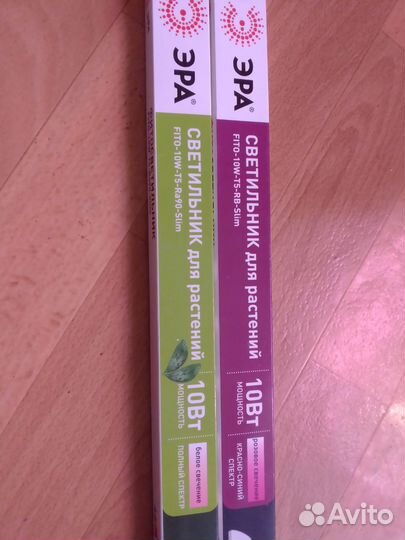 ЭРА®
СВЕТИЛЬНИК для растений
FITO-10W-T5-Ra90-Slim
10Вт
МОЩНОСТЬ
белое свечение
ПОЛНЫЙ СПЕКТР
ЭРА®
СВЕТИЛЬНИК для растений
FITO-10W-T5-RB-Slim
10Вт
МОЩНОСТЬ
розовое свечение
КРАСНО-СИНИЙ
СПЕКТР
Avito